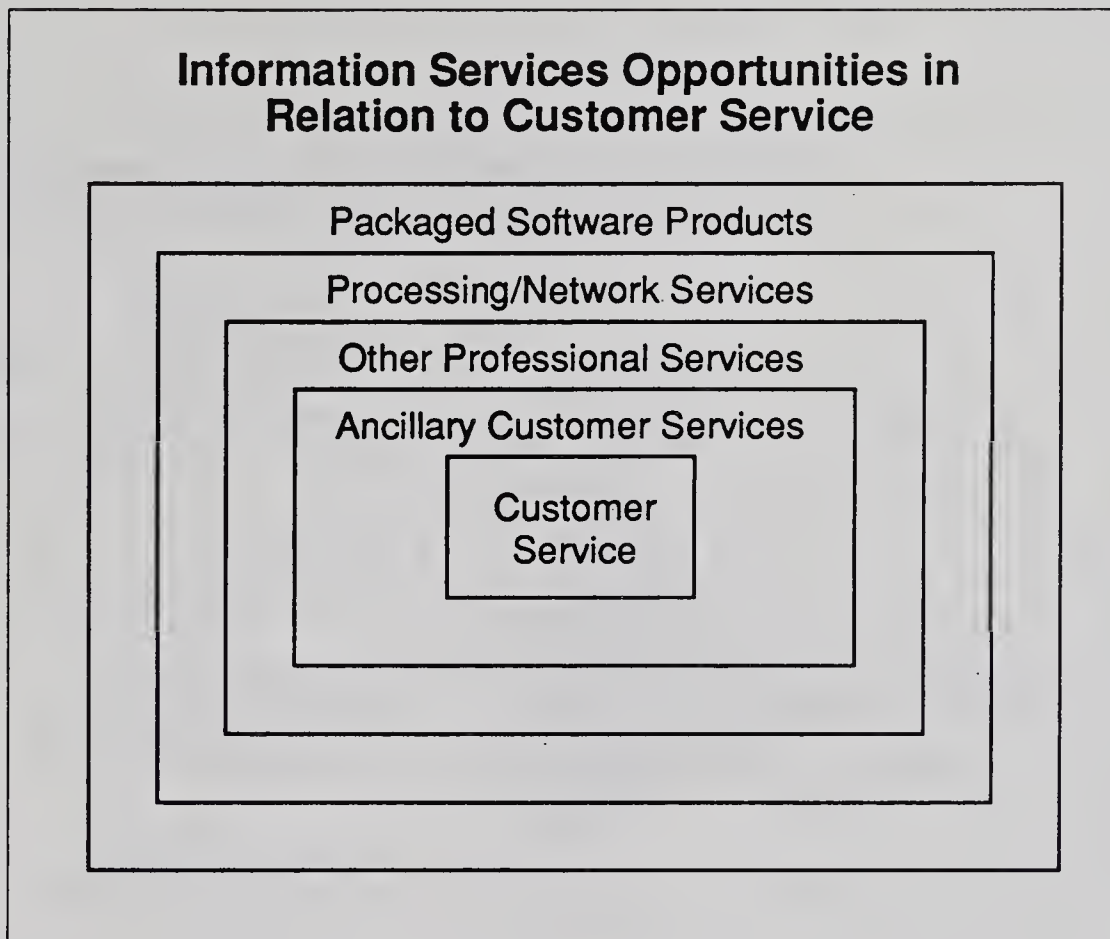 Information Services Opportunities in
Relation to Customer Service
Packaged Software Products
Processing/Network Services
Other Professional Services
Ancillary Customer Services
Customer
Service